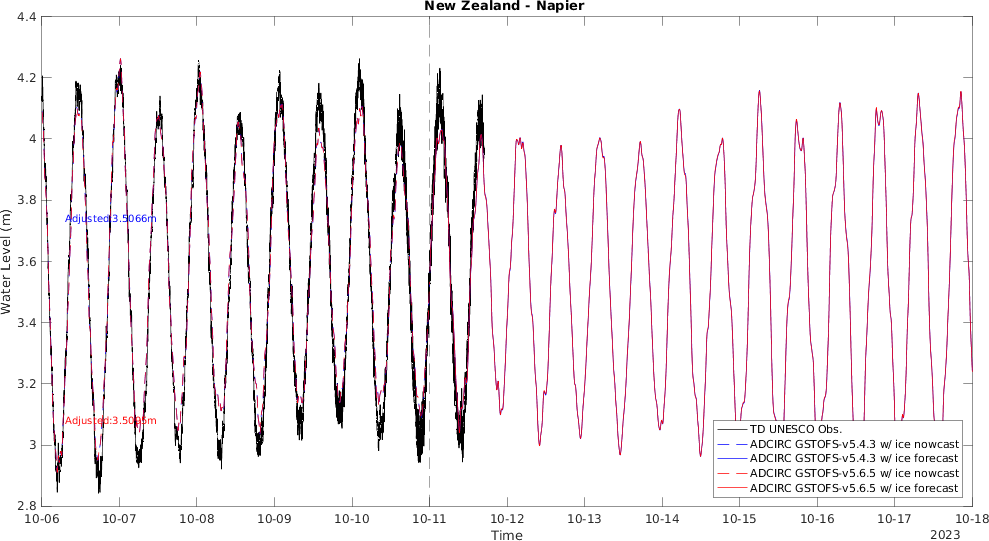 New Zealand - Napier
4.4
4.2
4
3.8
3.6
3.4
3.2
3
2.8
Water Level (m)
Adjusted:3.5066m
TD UNESCO Obs.
ADCIRC GSTOFS-v5.4.3 w/ ice nowcast
ADCIRC GSTOFS-v5.4.3 w/ ice forecast
ADCIRC GSTOFS-v5.6.5 w/ ice nowcast
ADCIRC GSTOFS-v5.6.5 w/ ice forecast
10-06 10-07 10-08 10-09 10-10 10-11 10-12 10-13 10-14 10-15 10-16 10-17 10-18
Time
2023